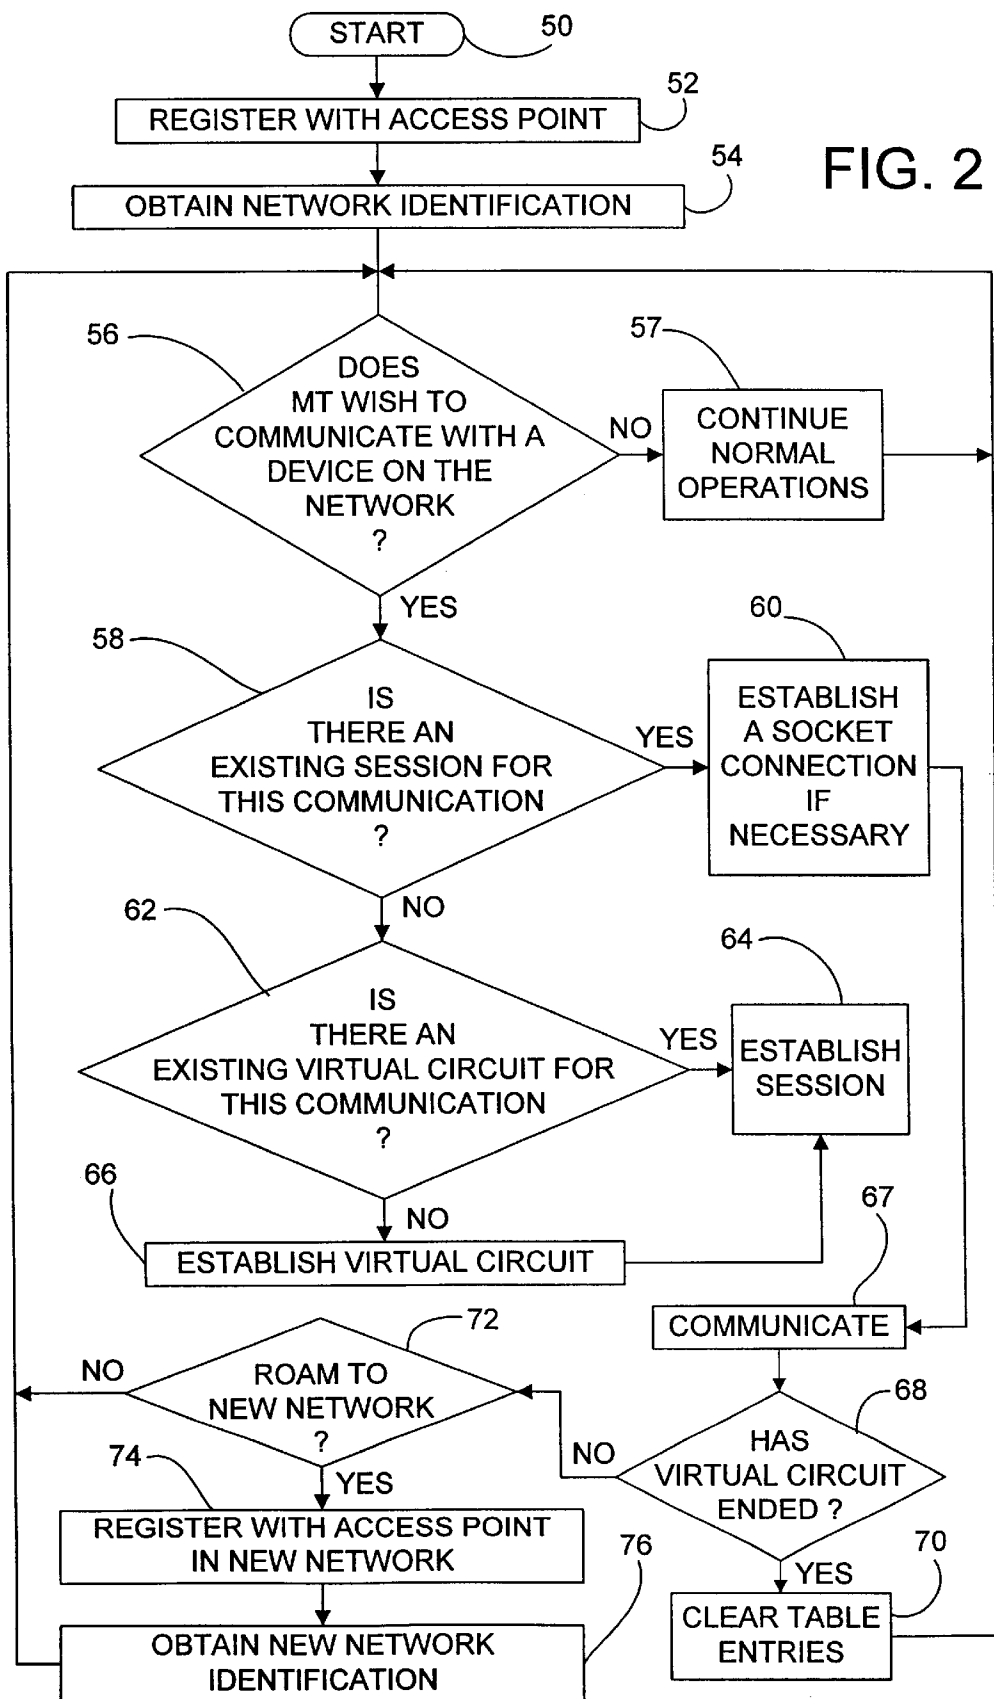 START
50
REGISTER WITH ACCESS POINT
52
FIG. 2
OBTAIN NETWORK IDENTIFICATION
54
56
DOES
MT WISH TO
COMMUNICATE WITH A
DEVICE ON THE
NETWORK
?
NO
57
CONTINUE
NORMAL
OPERATIONS
YES
58
IS
THERE AN
EXISTING SESSION FOR
THIS COMMUNICATION
?
YES
60
ESTABLISH
A SOCKET
CONNECTION
IF
NECESSARY
NO
62
IS
THERE AN
EXISTING VIRTUAL CIRCUIT FOR
THIS COMMUNICATION
?
YES
64
ESTABLISH
SESSION
NO
66
ESTABLISH VIRTUAL CIRCUIT
67
COMMUNICATE
68
HAS
VIRTUAL CIRCUIT
ENDED ?
NO
YES
70
CLEAR TABLE
ENTRIES
72
ROAM TO
NEW NETWORK
?
NO
YES
74
REGISTER WITH ACCESS POINT
IN NEW NETWORK
76
OBTAIN NEW NETWORK
IDENTIFICATION